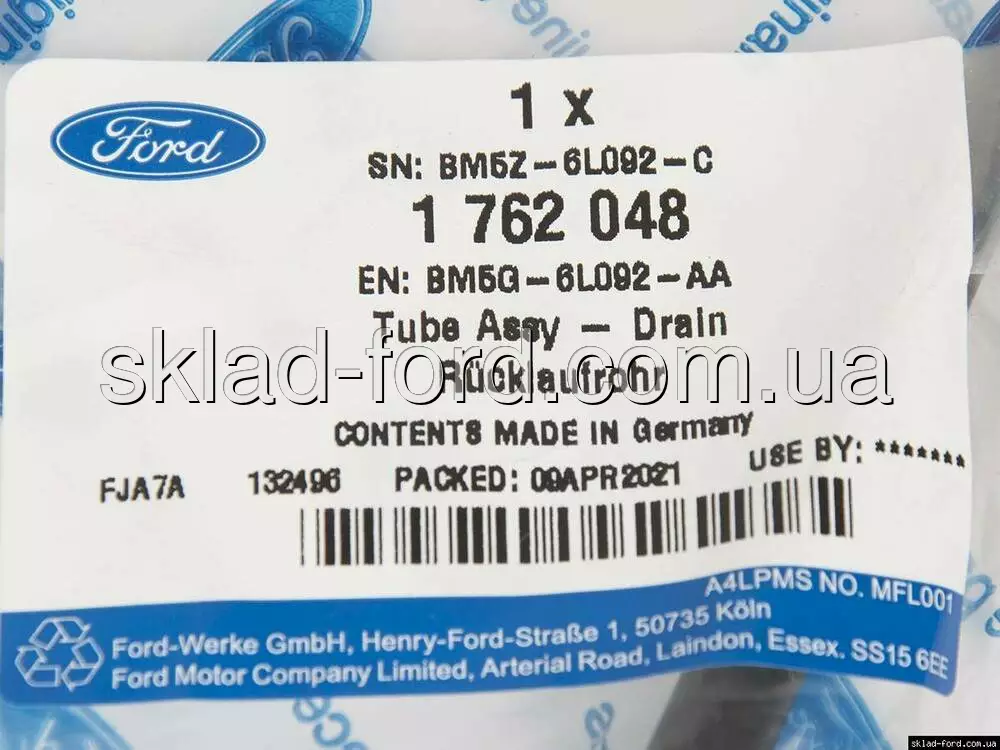 Ford
1 x
SN: BM5Z-6L092-C
1 762 048
EN: BM5G-6L092-AA
Tube Assy - Drain
Rücklaufrohr
sklad-ford.com.ua
CONTENTS MADE IN Germany
FJA7A 132496 PACKED: 09APR2021 USE BY: *******
A4LPMS NO. MFL001
Ford-Werke GmbH, Henry-Ford-Straße 1, 50735 Köln
Ford Motor Company Limited, Arterial Road, Laindon, Essex. SS15 6EE
sklad-ford.com.ua